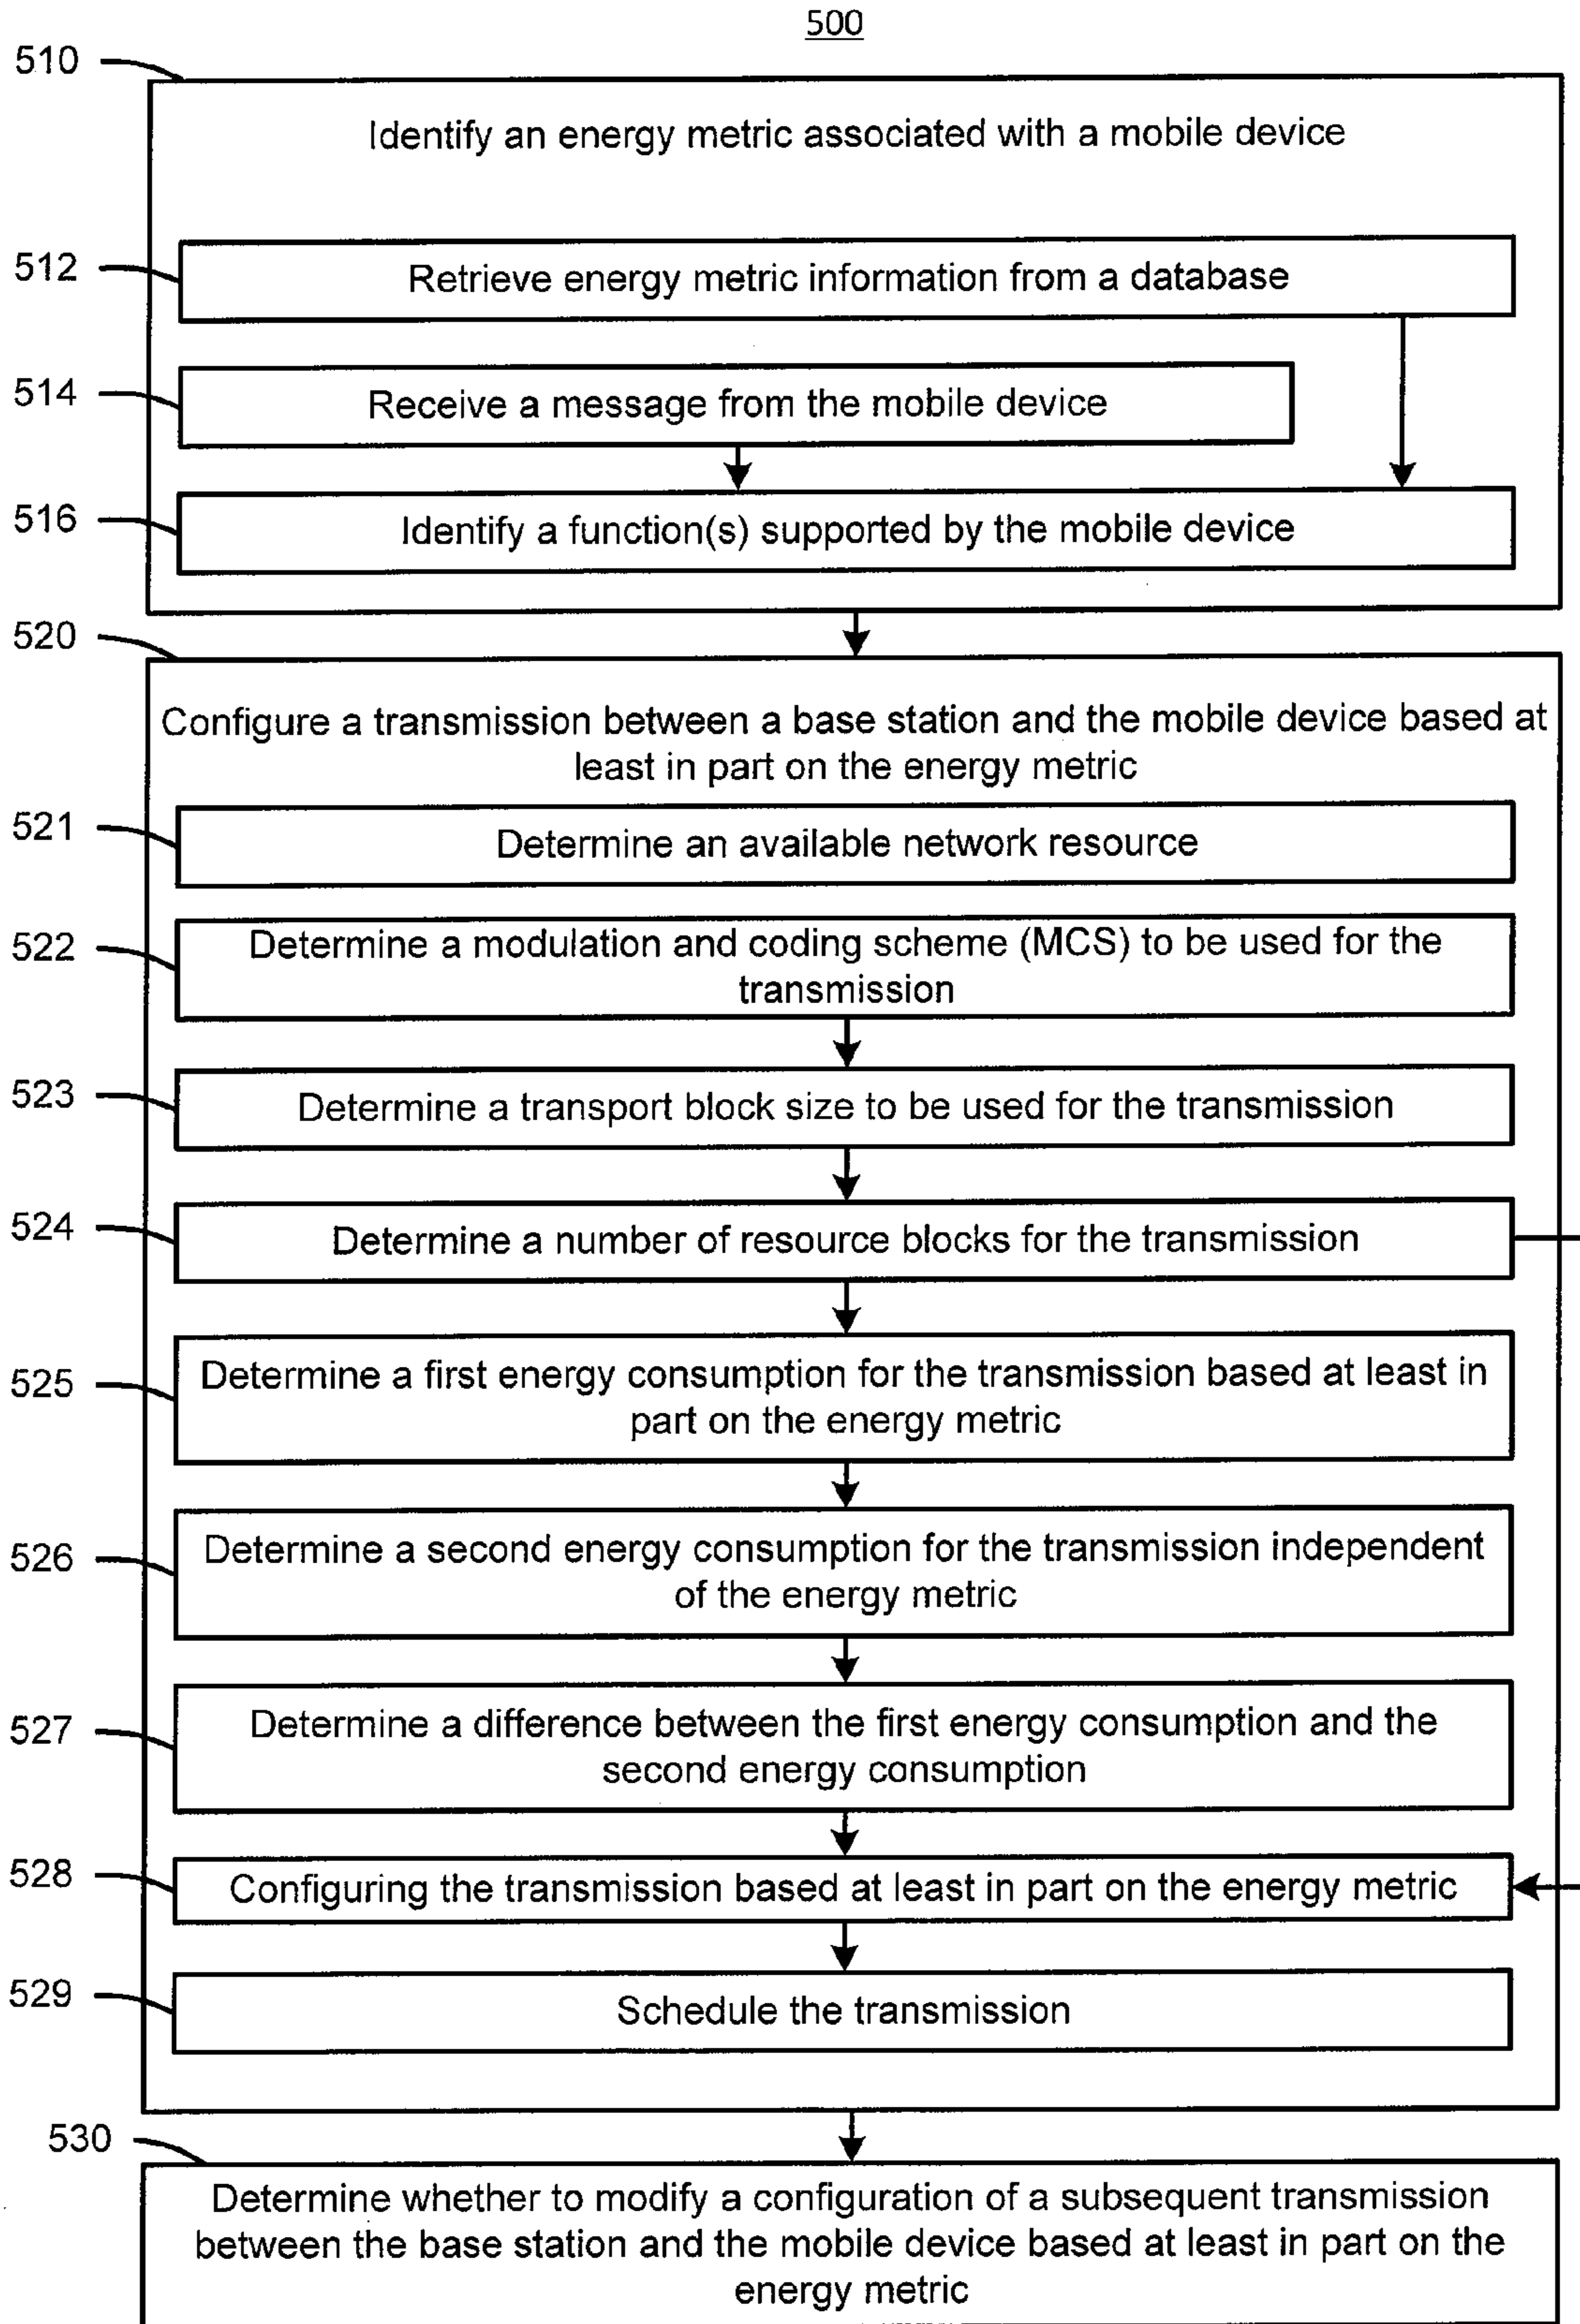 500
510
Identify an energy metric associated with a mobile device
512
Retrieve energy metric information from a database
514
Receive a message from the mobile device
516
Identify a function(s) supported by the mobile device
520
Configure a transmission between a base station and the mobile device based at
least in part on the energy metric
521
Determine an available network resource
522
Determine a modulation and coding scheme (MCS) to be used for the
transmission
523
Determine a transport block size to be used for the transmission
524
Determine a number of resource blocks for the transmission
525
Determine a first energy consumption for the transmission based at least in
part on the energy metric
526
Determine a second energy consumption for the transmission independent
of the energy metric
527
Determine a difference between the first energy consumption and the
second energy consumption
528
Configuring the transmission based at least in part on the energy metric
529
Schedule the transmission
530
Determine whether to modify a configuration of a subsequent transmission
between the base station and the mobile device based at least in part on the
energy metric